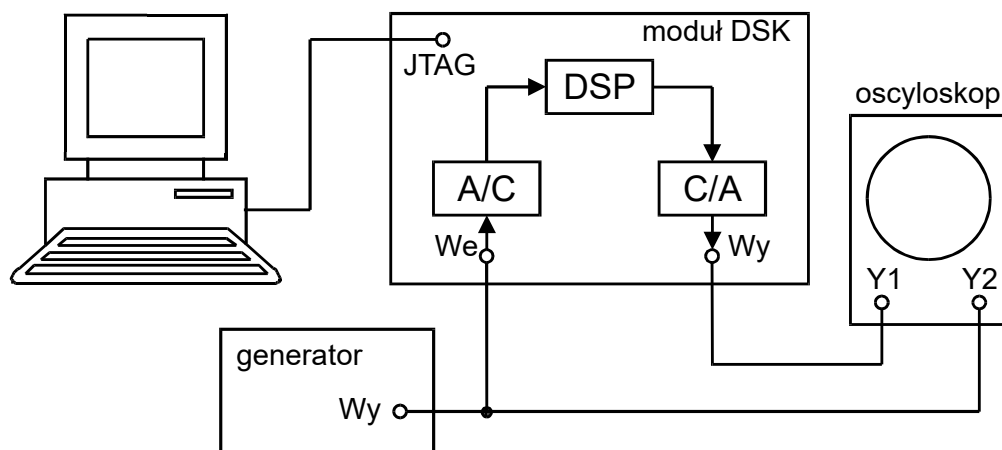 moduł DSK
JTAG
DSP
oscyloskop
A/C
C/A
We
Wy
Y1
Y2
generator
Wy